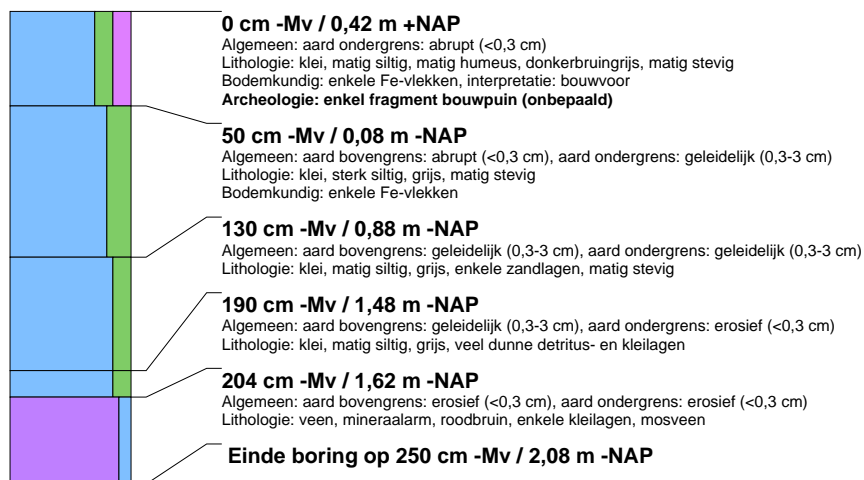 0 cm -Mv / 0,42 m +NAP
Algemeen: aard ondergrens: abrupt (<0,3 cm)
Lithologie: klei, matig siltig, matig humeus, donkerbruingrijs, matig stevig
Bodemkundig: enkele Fe-vlekken, interpretatie: bouwvoor
Archeologie: enkel fragment bouwpuin (onbepaald)
50 cm -Mv / 0,08 m -NAP
Algemeen: aard bovengrens: abrupt (<0,3 cm), aard ondergrens: geleidelijk (0,3-3 cm)
Lithologie: klei, sterk siltig, grijs, matig stevig
Bodemkundig: enkele Fe-vlekken
130 cm -Mv / 0,88 m -NAP
Algemeen: aard bovengrens: geleidelijk (0,3-3 cm), aard ondergrens: geleidelijk (0,3-3 cm)
Lithologie: klei, matig siltig, grijs, enkele zandlagen, matig stevig
190 cm -Mv / 1,48 m -NAP
Algemeen: aard bovengrens: geleidelijk (0,3-3 cm), aard ondergrens: erosief (<0,3 cm)
Lithologie: klei, matig siltig, grijs, veel dunne detritus- en kleilagen
204 cm -Mv / 1,62 m -NAP
Algemeen: aard bovengrens: erosief (<0,3 cm), aard ondergrens: erosief (<0,3 cm)
Lithologie: veen, mineraalarm, roodbruin, enkele kleilagen, mosveen
Einde boring op 250 cm -Mv / 2,08 m -NAP